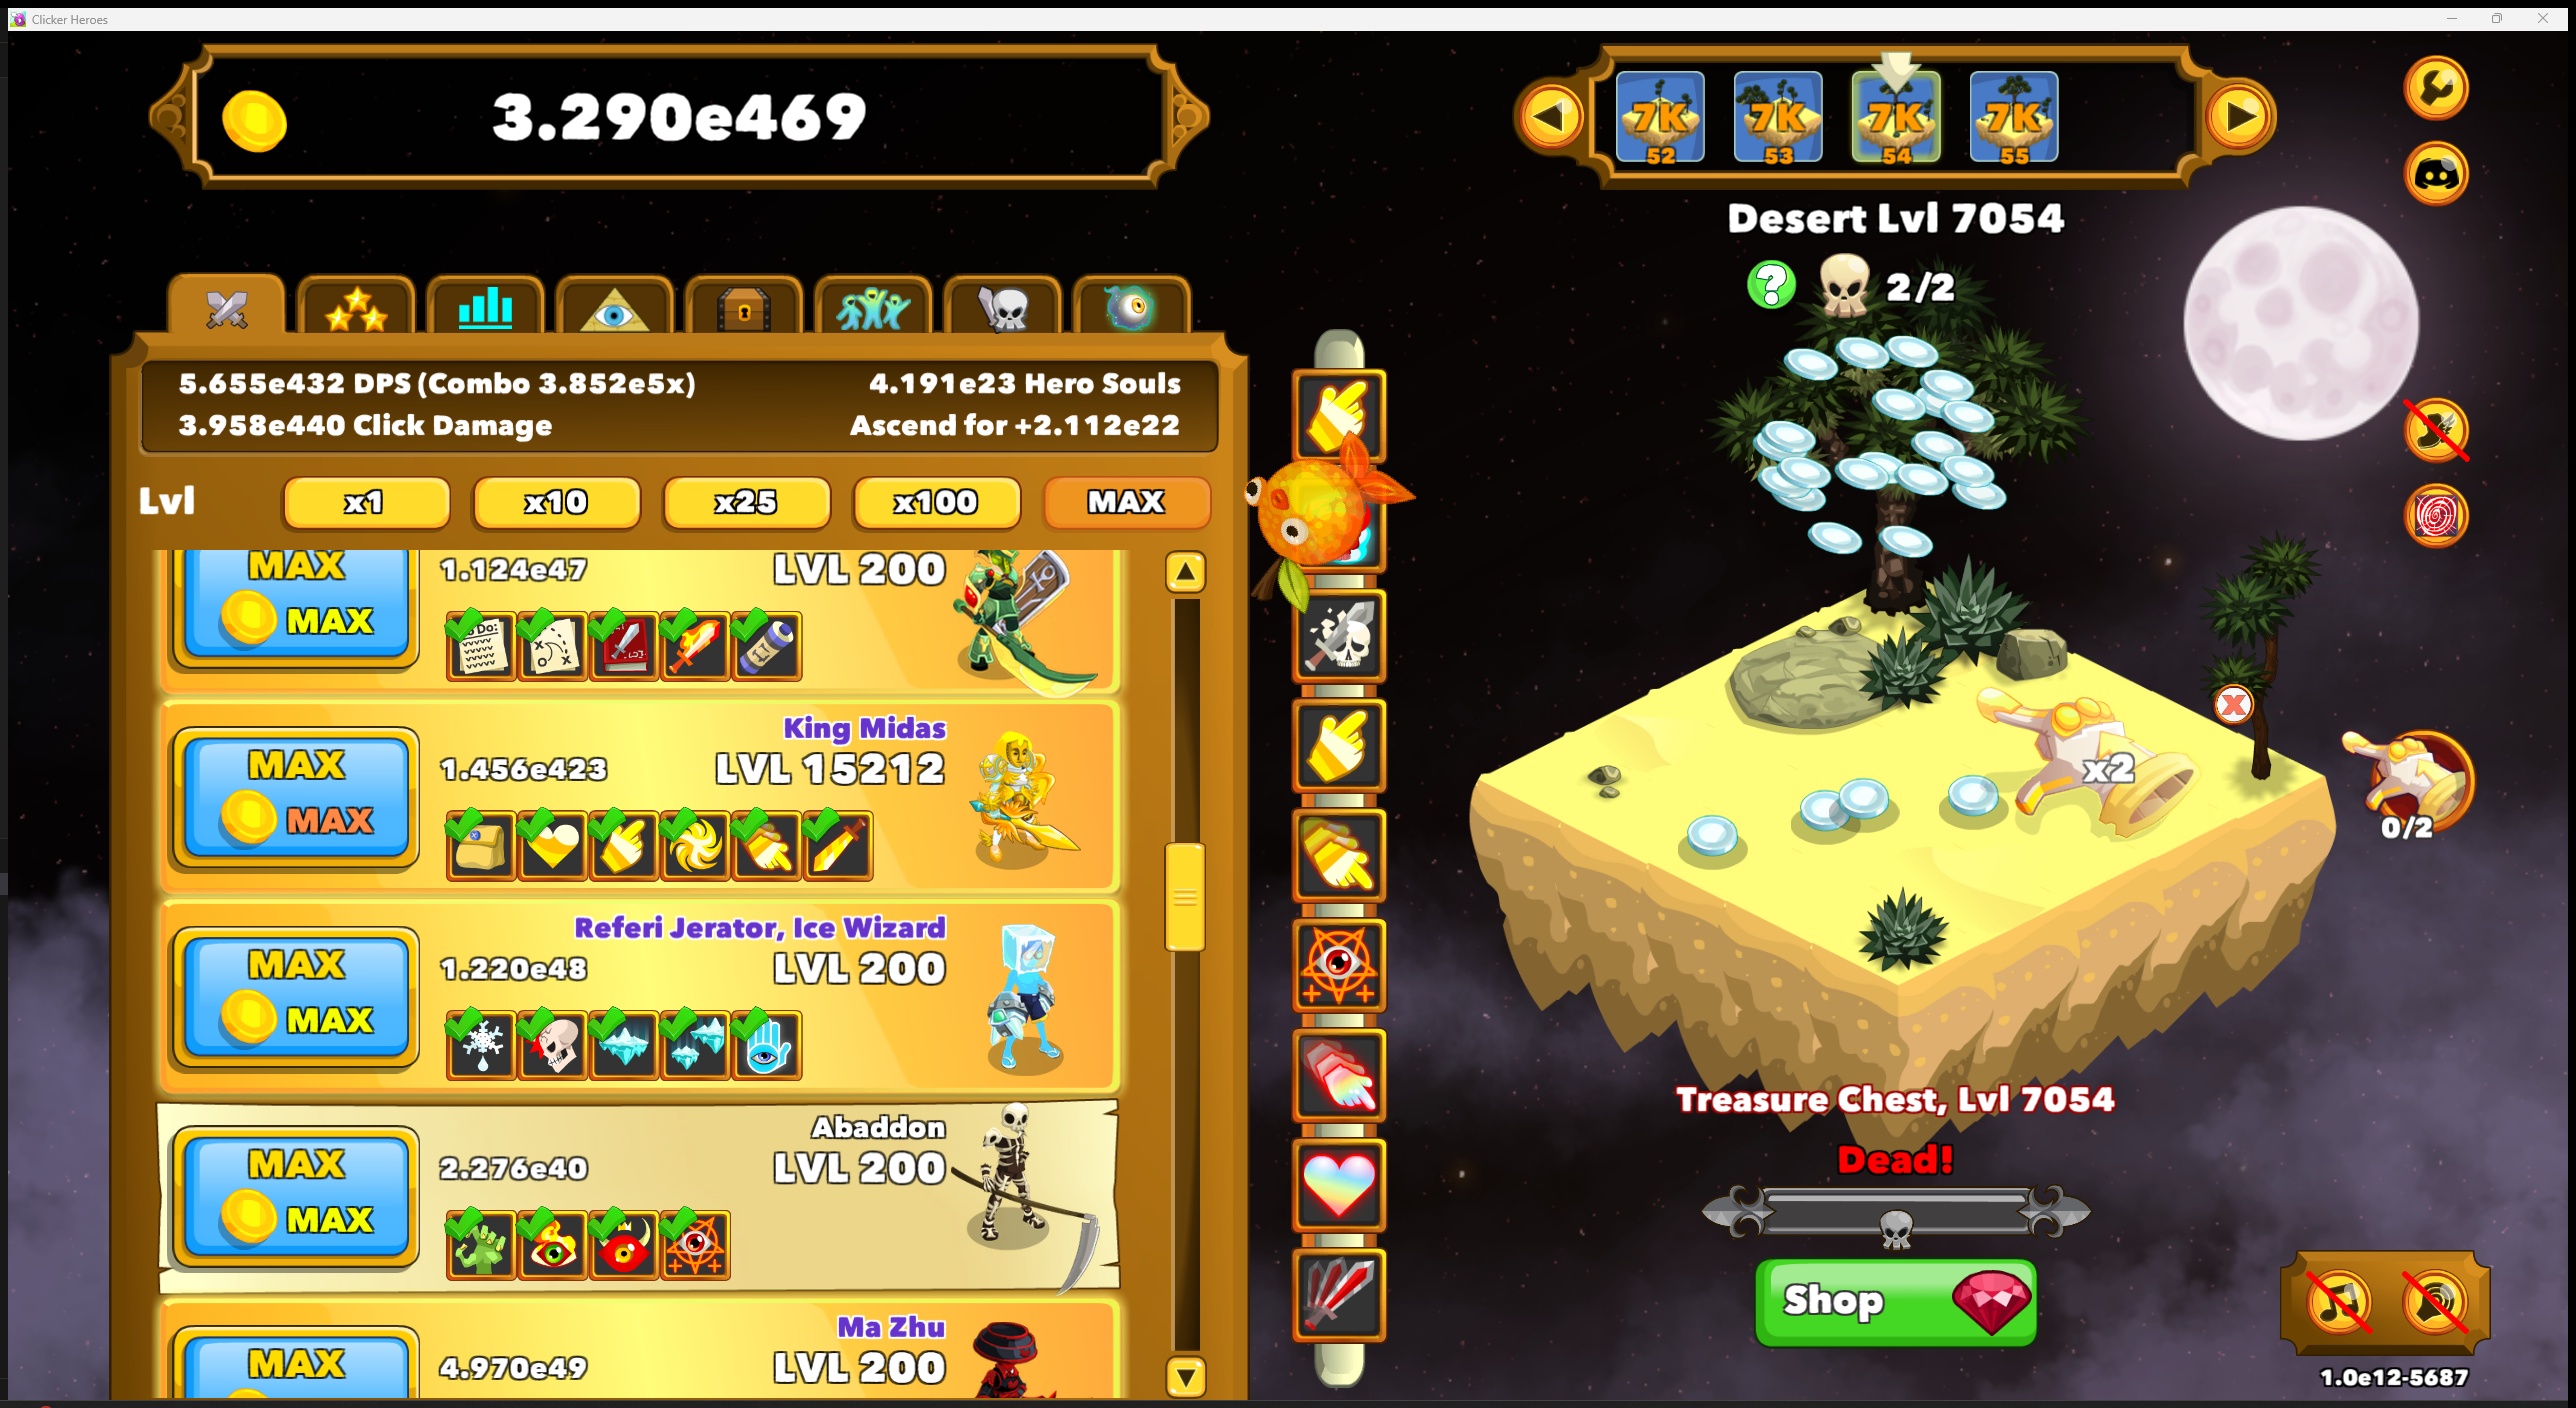 Clicker Heroes
3.290e469
7K 7K 7K 7K
52 53 54 55
Desert Lvl 7054
2/2
5.655e432 DPS (Combo 3.852e5x)
4.191e23 Hero Souls
3.958e440 Click Damage
Ascend for +2.112e22
Lvl x1 x10 x25 x100 MAX
MAX
MAX
1.124e47
LVL 200
King Midas
MAX
MAX
1.456e423
LVL 15212
Referi Jerator, Ice Wizard
MAX
MAX
1.220e48
LVL 200
Abaddon
MAX
MAX
2.276e40
LVL 200
Ma Zhu
MAX
4.970e49
LVL 200
x2
0/2
Treasure Chest, Lvl 7054
Dead!
Shop
1.0e12-5687